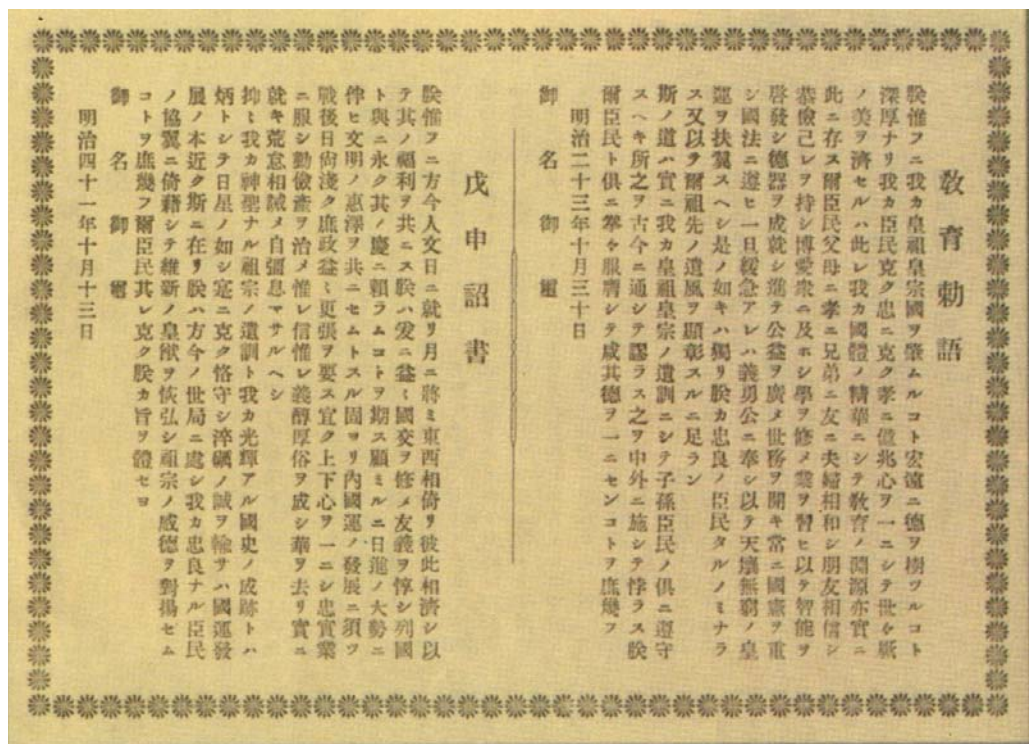 敎育勅語
朕惟フニ我カ皇祖皇宗國ヲ肇ムルコト宏遠ニ德ヲ樹ツルコト
深厚ナリ我カ臣民克ク忠ニ克ク孝ニ億兆心ヲ一ニシテ世々厥
ノ美ヲ濟セルハ此レ我カ國體ノ精華ニシテ敎育ノ淵源亦實ニ
此ニ存ス爾臣民父母ニ孝ニ兄弟ニ友ニ夫婦相和シ朋友相信シ
恭儉己レヲ持シ博愛衆ニ及ホシ學ヲ修メ業ヲ習ヒ以テ智能ヲ
啓發シ德器ヲ成就シ進テ公益ヲ廣メ世務ヲ開キ常ニ國憲ヲ重
シ國法ニ遵ヒ一旦緩急アレハ義勇公ニ奉シ以テ天壤無窮ノ皇
運ヲ扶翼スヘシ是ノ如キハ獨リ朕カ忠良ノ臣民タルノミナラ
ス又以テ爾祖先ノ遺風ヲ顯彰スルニ足ラン
斯ノ道ハ實ニ我カ皇祖皇宗ノ遺訓ニシテ子孫臣民ノ俱ニ遵守
スヘキ所之ヲ古今ニ通シテ謬ラス之ヲ中外ニ施シテ悖ラス朕
爾臣民ト俱ニ拳々服膺シテ咸其德ヲ一ニセンコトヲ庶幾フ
明治二十三年十月三十日
御名御璽
戊申詔書
朕惟フニ方今人文日ニ就リ月ニ將ミ東西相倚リ彼此相濟シ以
テ其ノ福利ヲ共ニス朕ハ爰ニ益〻國交ヲ修メ友義ヲ惇シ列國
ト與ニ永ク其ノ慶ニ賴ラムコトヲ期ス顧ミルニ日進ノ大勢ニ
伴ヒ文明ノ惠澤ヲ共ニセムトスル固ヨリ內國運ノ發展ニ須ツ
戰後日尙淺ク庶政益〻更張ヲ要ス宜ク上下心ヲ一ニシ忠實業
ニ服シ勤儉產ヲ治メ惟レ信惟レ義醇厚俗ヲ成シ華ヲ去リ實ニ
就キ荒怠相誡メ自彊息マサルヘシ
抑〻我カ神聖ナル祖宗ノ遺訓ト我カ光輝アル國史ノ成跡トハ
炳トシテ日星ノ如シ寔ニ克ク恪守シ淬礪ノ誠ヲ輸サハ國運發
展ノ本近ク斯ニ在リ朕ハ方今ノ世局ニ處シ我カ忠良ナル臣民
ノ協翼ニ倚藉シテ維新ノ皇猷ヲ恢弘シ祖宗ノ威德ヲ對揚セム
コトヲ庶幾フ爾臣民其レ克ク朕カ旨ヲ體セヨ
御名御璽
明治四十一年十月十三日